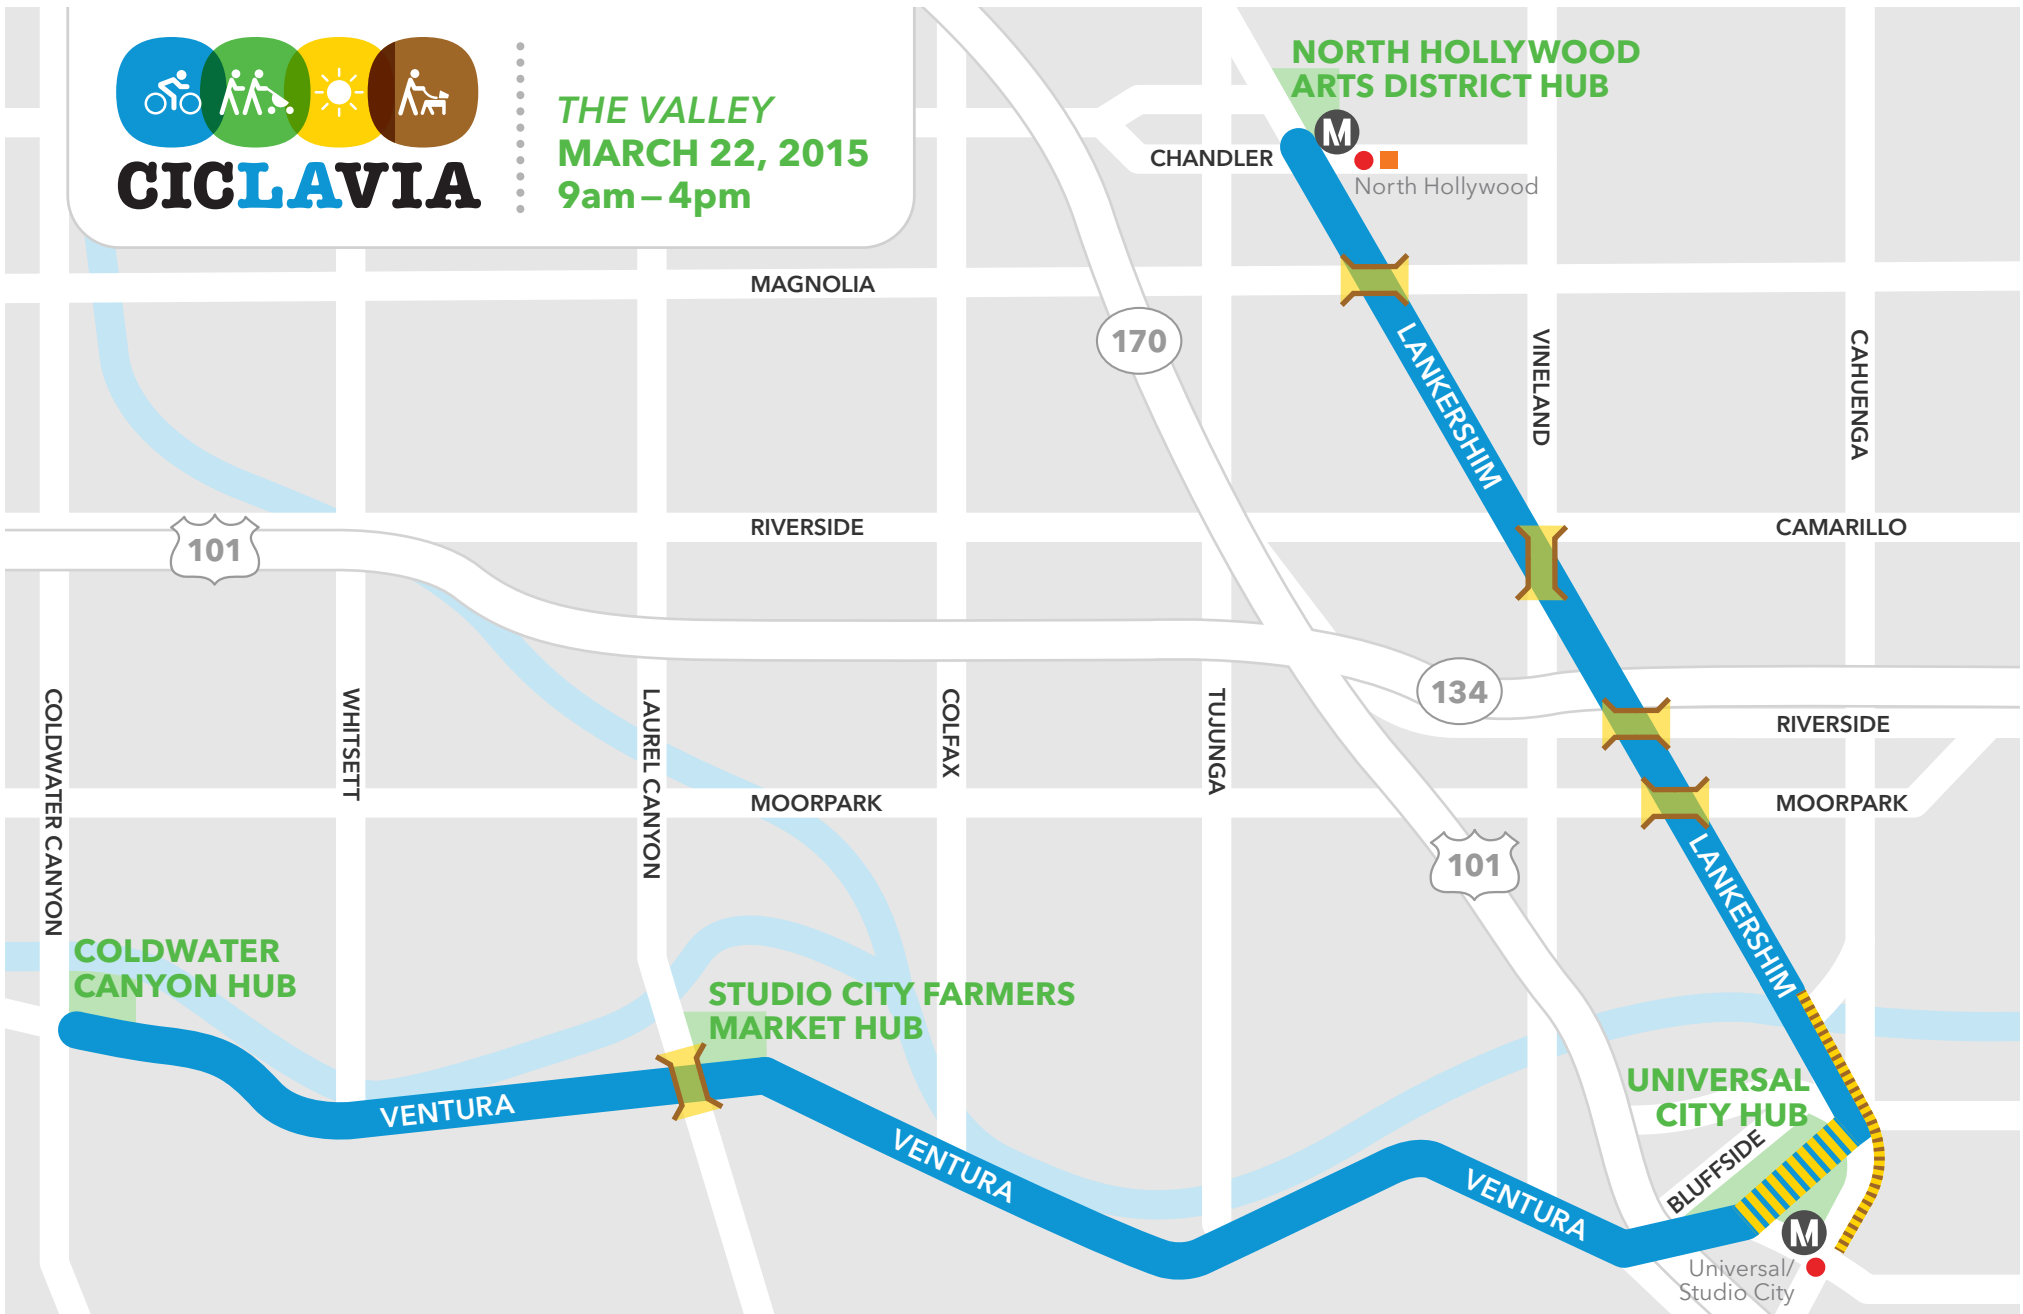 CICLAVIA
THE VALLEY
MARCH 22, 2015
9am – 4pm
NORTH HOLLYWOOD
ARTS DISTRICT HUB
M
CHANDLER
North Hollywood
MAGNOLIA
170
LANKERSHIM
VINELAND
CAHUENGA
101
RIVERSIDE
CAMARILLO
134
RIVERSIDE
COLDWATER CANYON
WHITSETT
LAUREL CANYON
COLFAX
TUJUNGA
MOORPARK
MOORPARK
101
LANKERSHIM
COLDWATER
CANYON HUB
STUDIO CITY FARMERS
MARKET HUB
UNIVERSAL
CITY HUB
VENTURA
VENTURA
VENTURA
BLUFFSIDE
M
Universal/
Studio City